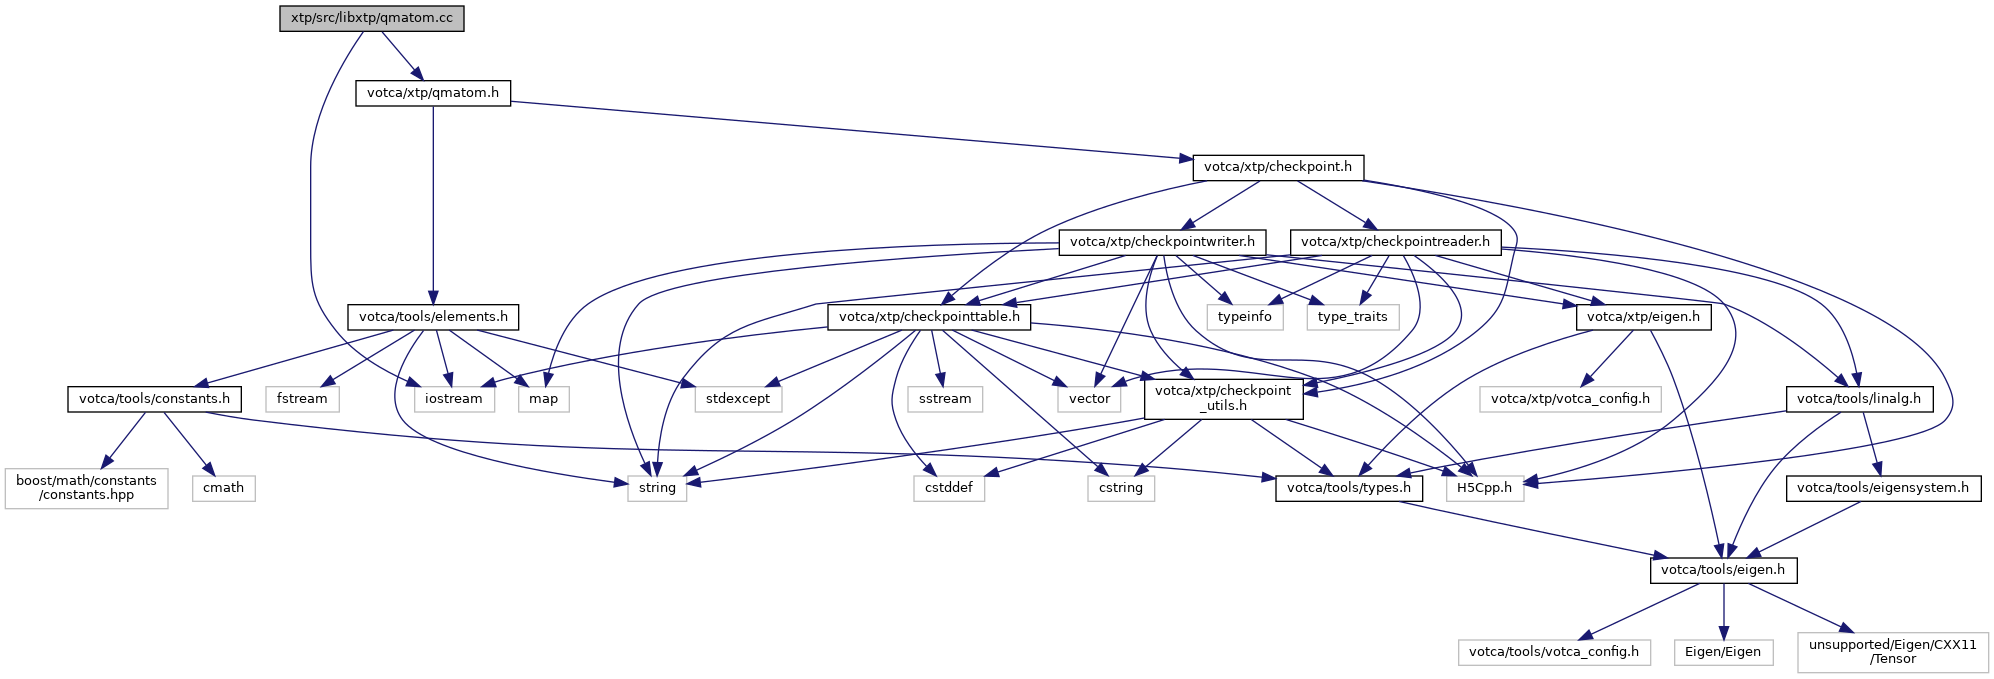 xtp/src/libxtp/qmatom.cc
votca/xtp/qmatom.h
votca/xtp/checkpoint.h
votca/xtp/checkpointwriter.h
votca/xtp/checkpointreader.h
votca/tools/elements.h
votca/xtp/checkpointtable.h
typeinfo
type_traits
votca/xtp/eigen.h
votca/tools/constants.h
fstream
iostream
map
stdexcept
sstream
vector
votca/xtp/checkpoint
_utils.h
votca/xtp/votca_config.h
votca/tools/linalg.h
boost/math/constants
/constants.hpp
cmath
string
cstddef
cstring
votca/tools/types.h
H5Cpp.h
votca/tools/eigensystem.h
votca/tools/eigen.h
votca/tools/votca_config.h
Eigen/Eigen
unsupported/Eigen/CXX11
/Tensor